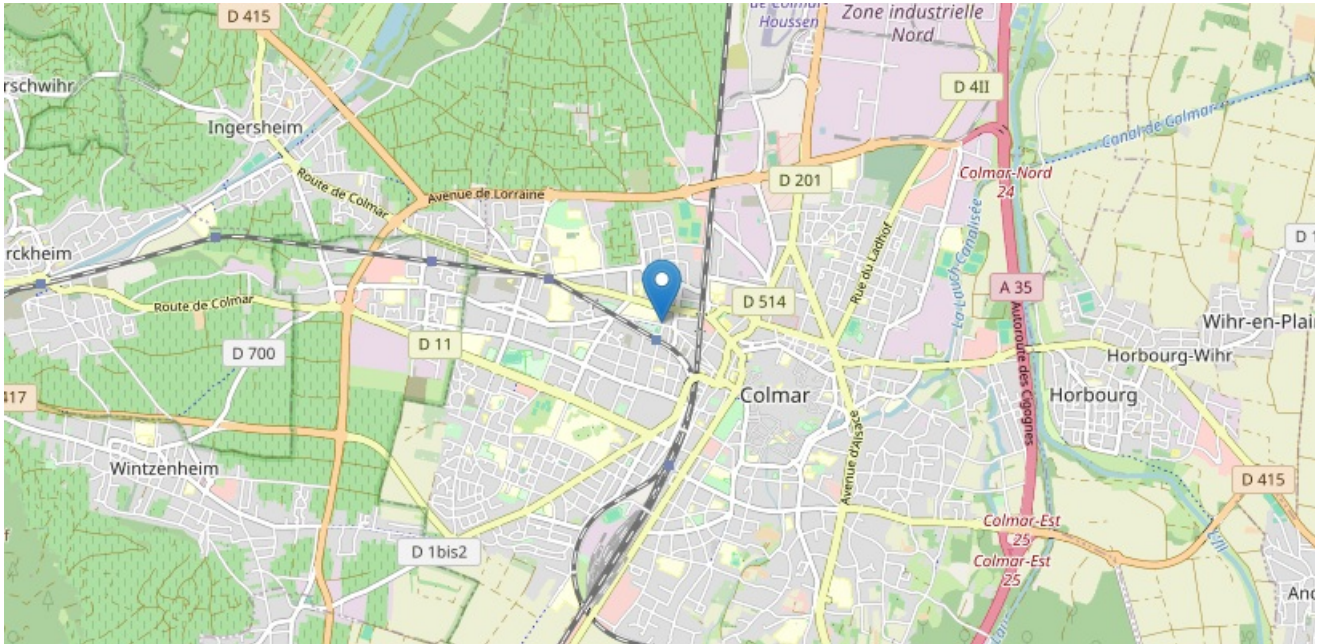 D 415
de Colmar-
Houssen
Zone industrielle
Nord
rschwihr
D 4II
Ingersheim
Canal de Colmar
Route de Colmar
Avenue de Lorraine
D 201
Colmar-Nord
24
rckheim
Rue du Ladhof
La Lauch Canalisée
D 1
Route de Colmar
D 514
A 35
Autoroute des Cigognes
Wihr-en-Plai
D 700
D 11
Horbourg-Wihr
417
Colmar
Horbourg
Wintzenheim
Avenue d'Alsace
D 415
Colmar-Est
25
D 1bis2
L'Ill
Colmar-Est
25
f
And
Lau